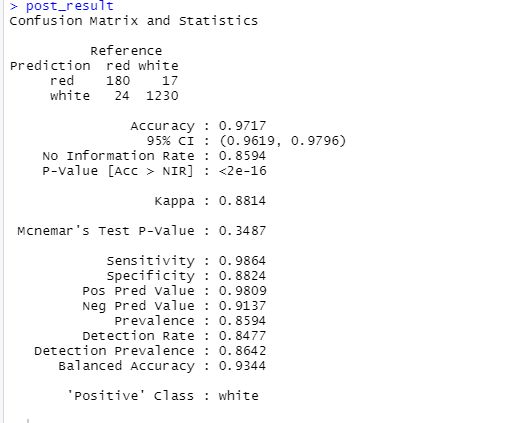 > post_result
Confusion Matrix and Statistics
Reference
Prediction red white
red 180 17
white 24 1230
Accuracy : 0.9717
95% CI : (0.9619, 0.9796)
No Information Rate : 0.8594
P-Value [Acc > NIR] : <2e-16
Kappa : 0.8814
Mcnemar's Test P-Value : 0.3487
Sensitivity : 0.9864
Specificity : 0.8824
Pos Pred Value : 0.9809
Neg Pred Value : 0.9137
Prevalence : 0.8594
Detection Rate : 0.8477
Detection Prevalence : 0.8642
Balanced Accuracy : 0.9344
'Positive' Class : white